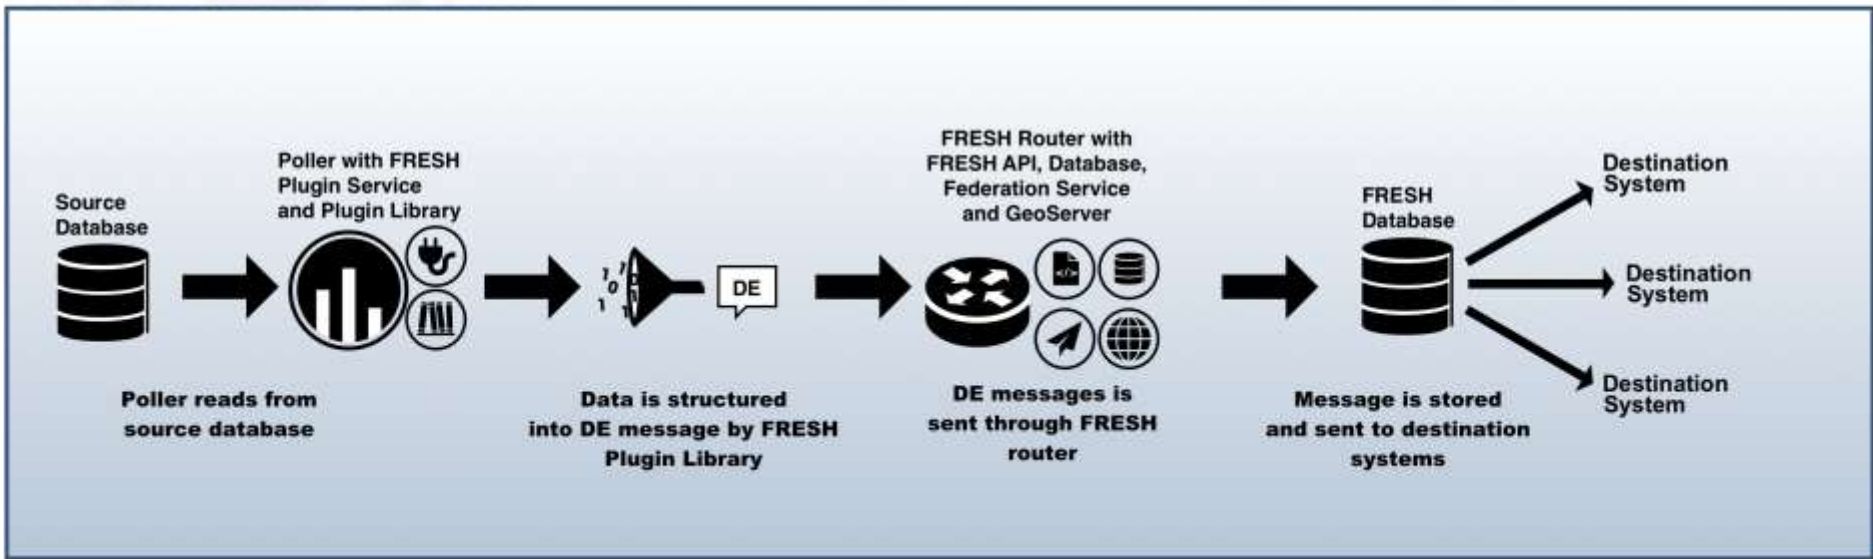 Source
Database
Poller with FRESH
Plugin Service
and Plugin Library
DE
FRESH Router with
FRESH API, Database,
Federation Service
and GeoServer
</>
FRESH
Database
Destination
System
Destination
System
Destination
System
Poller reads from
source database
Data is structured
into DE message by FRESH
Plugin Library
DE messages is
sent through FRESH
router
Message is stored
and sent to destination
systems